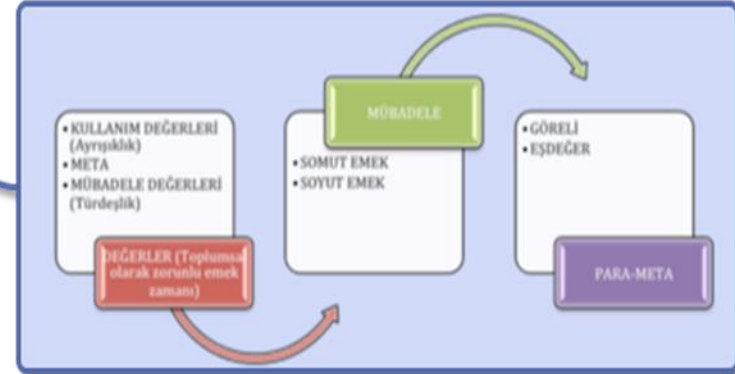 • KULLANIM DEĞERLERİ
(Ayrışıklık)
• META
• MÜBADELE DEĞERLERİ
(Türdeşlik)
DEĞERLER (Toplumsa
olarak zorunlu emek
zamanı)
MÜBADELE
• SOMUT EMEK
• SOYUT EMEK
• GÖRELİ
• EŞDEĞER
PARA-META